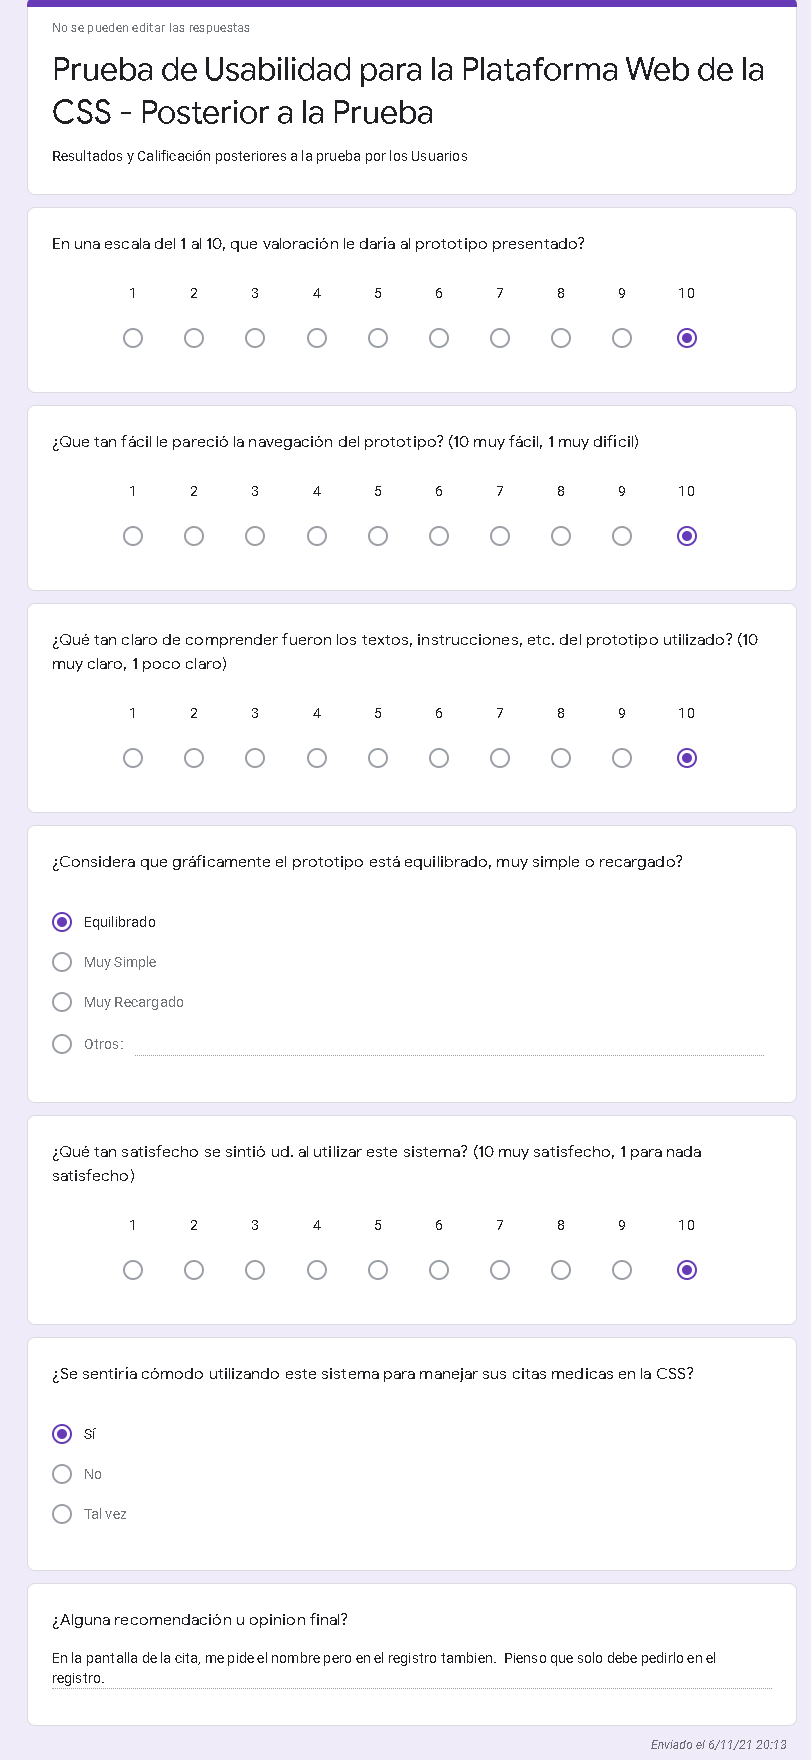 No se pueden editar las respuestas
Prueba de Usabilidad para la Plataforma Web de la
CSS - Posterior a la Prueba
Resultados y Calificación posteriores a la prueba por los Usuarios
En una escala del 1 al 10, que valoración le daría al prototipo presentado?
1 2 3 4 5 6 7 8 9 10
¿Que tan fácil le pareció la navegación del prototipo? (10 muy fácil, 1 muy difícil)
1 2 3 4 5 6 7 8 9 10
¿Qué tan claro de comprender fueron los textos, instrucciones, etc. del prototipo utilizado? (10
muy claro, 1 poco claro)
1 2 3 4 5 6 7 8 9 10
¿Considera que gráficamente el prototipo está equilibrado, muy simple o recargado?
Equilibrado
Muy Simple
Muy Recargado
Otros:
¿Qué tan satisfecho se sintió ud. al utilizar este sistema? (10 muy satisfecho, 1 para nada
satisfecho)
1 2 3 4 5 6 7 8 9 10
¿Se sentiría cómodo utilizando este sistema para manejar sus citas medicas en la CSS?
Sí
No
Tal vez
¿Alguna recomendación u opinion final?
En la pantalla de la cita, me pide el nombre pero en el registro tambien. Pienso que solo debe pedirlo en el
registro.
Enviado el 6/11/21 20:13